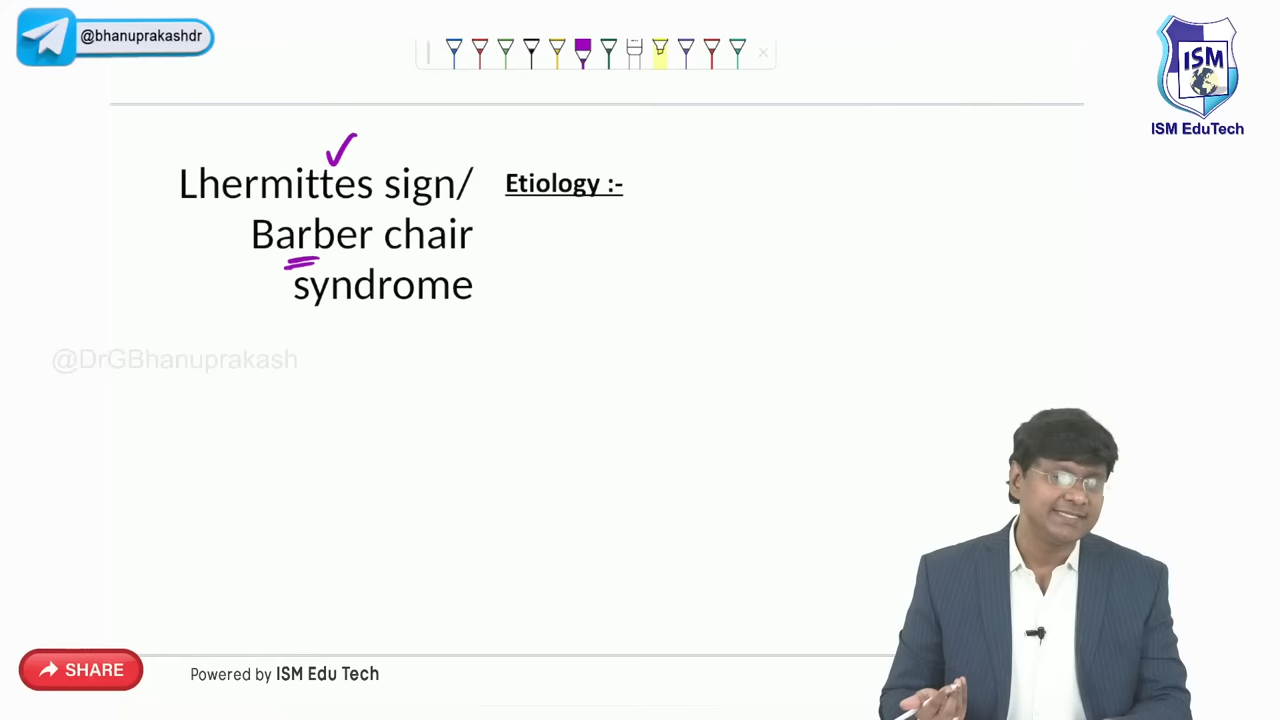 @bhanuprakashdr
ISM
ISM EduTech
Lhermittes sign/
Barber chair
syndrome
Etiology :-
@DrGBhanuprakash
SHARE
Powered by ISM Edu Tech